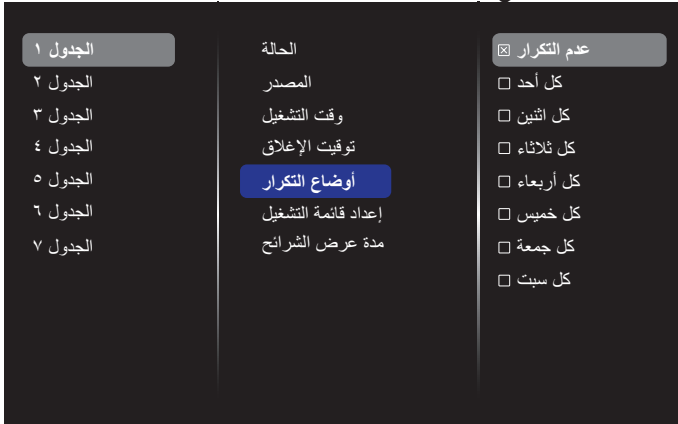 الجدول ١
الجدول ٢
الجدول ٣
الجدول ٤
الجدول ٥
الجدول ٦
الجدول ٧
الحالة
المصدر
وقت التشغيل
توقيت الإغلاق
أوضاع التكرار
إعداد قائمة التشغيل
مدة عرض الشرائح
عدم التكرار
كل أحد
كل اثنين
كل ثلاثاء
كل أربعاء
كل خميس
كل جمعة
كل سبت